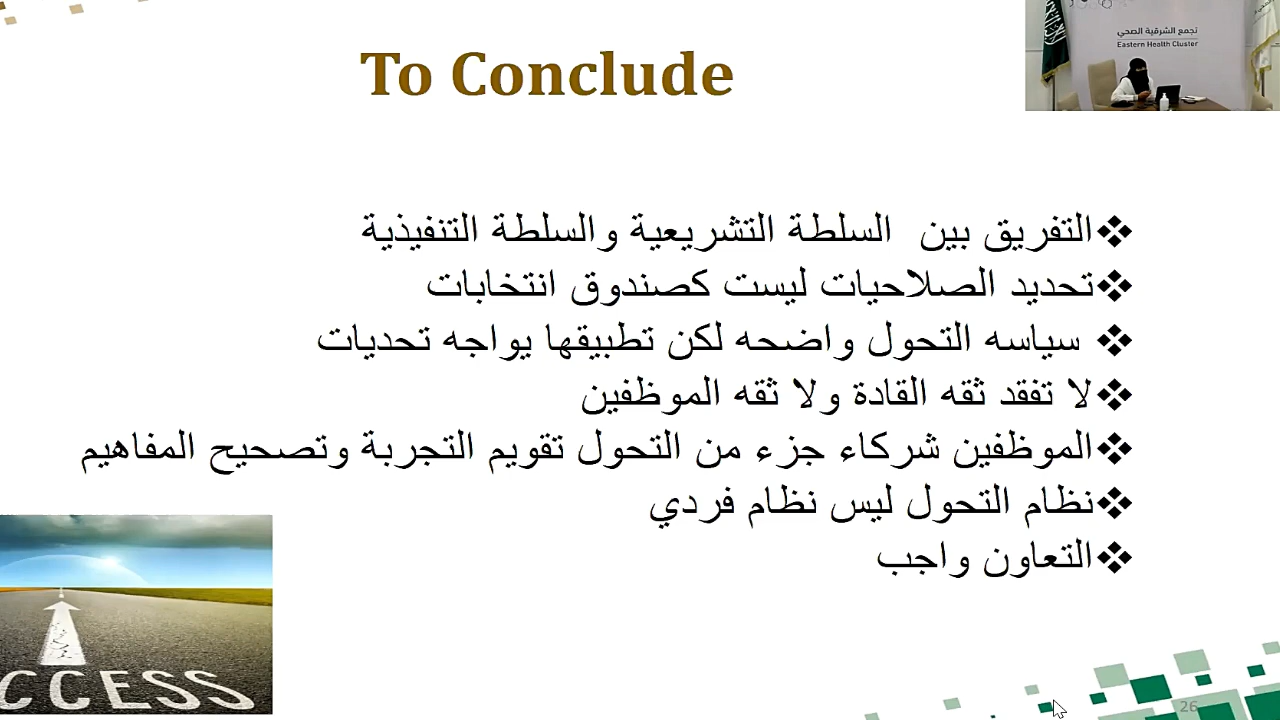 To Conclude
تجمع الشرقية الصحي
Eastern Health Cluster
❖التفريق بين السلطة التشريعية والسلطة التنفيذية
❖تحديد الصلاحيات ليست كصندوق انتخابات
❖ سياسه التحول واضحه لكن تطبيقها يواجه تحديات
❖لا تفقد ثقه القادة ولا ثقه الموظفين
❖الموظفين شركاء جزء من التحول تقويم التجربة وتصحيح المفاهيم
❖نظام التحول ليس نظام فردي
❖التعاون واجب
CCESS
26